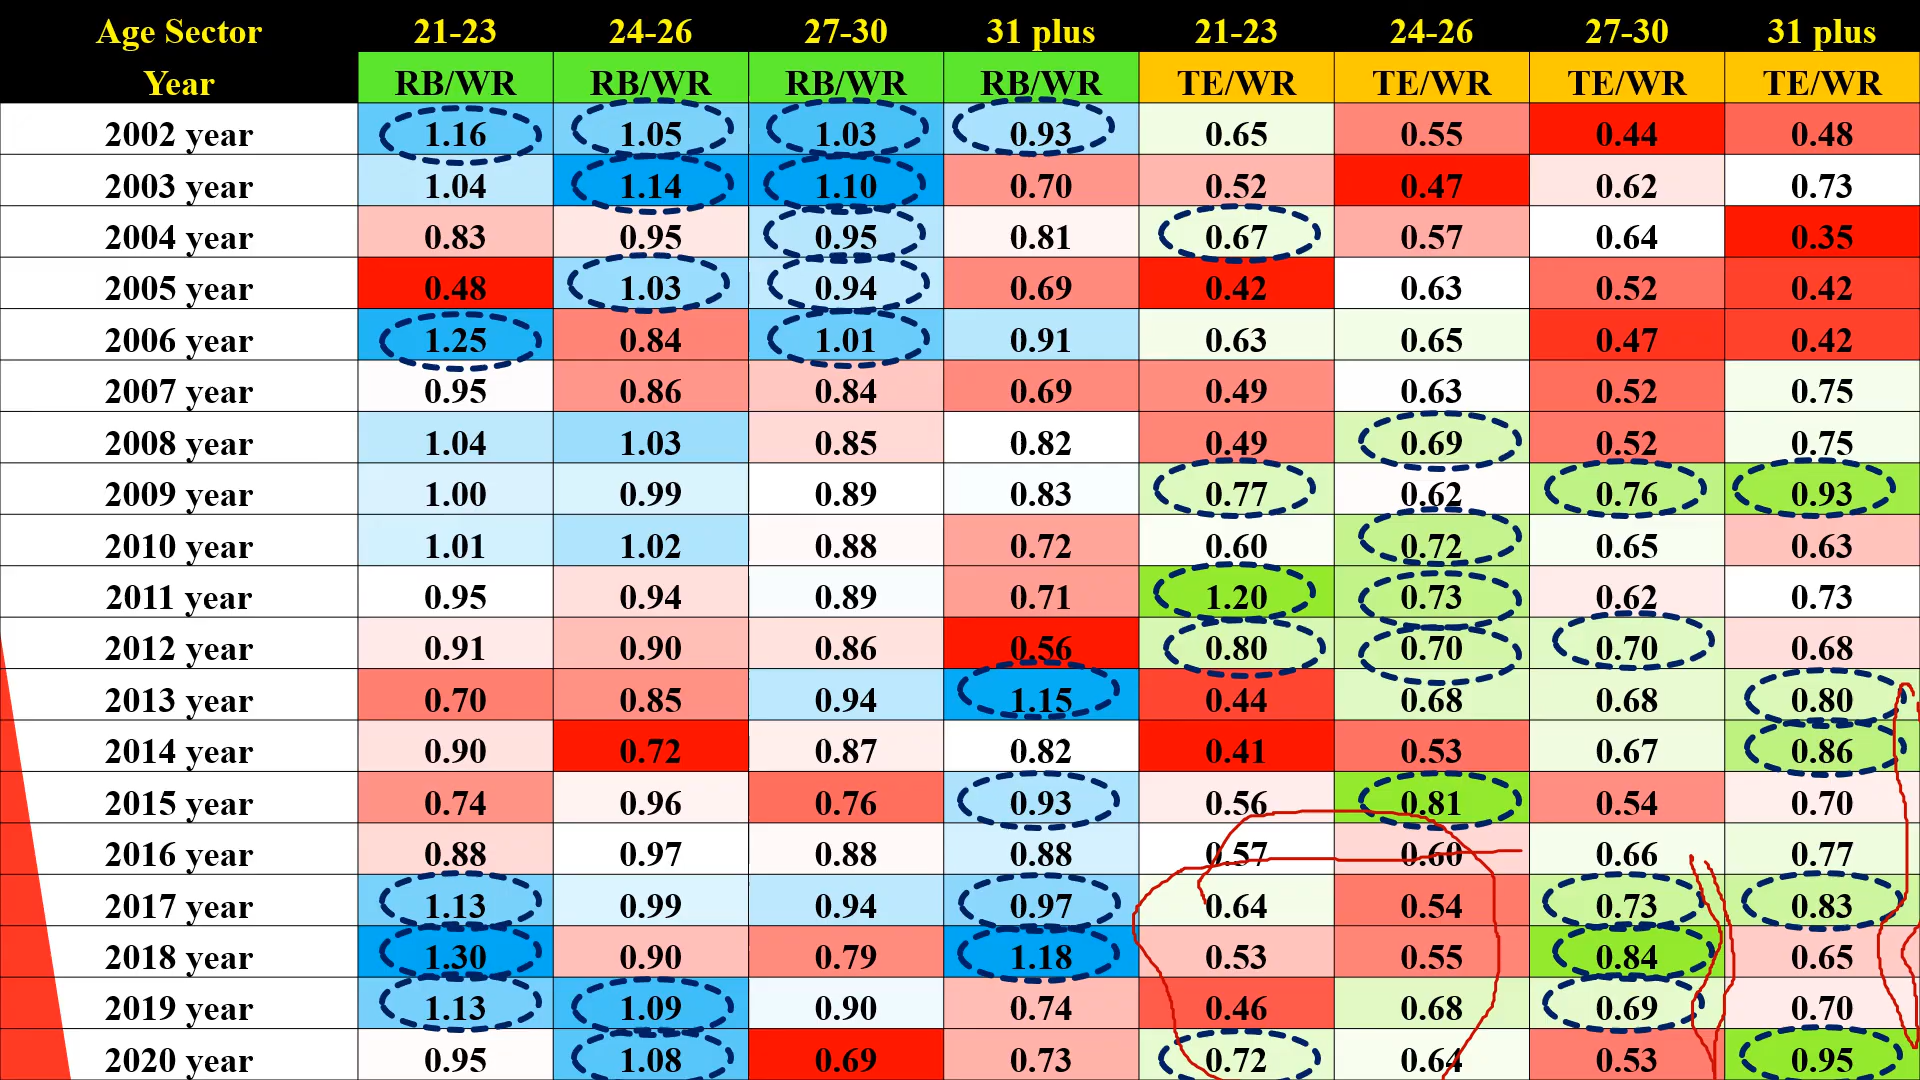 Age Sector 21-23 24-26 27-30 31 plus 21-23 24-26 27-30 31 plus
Year RB/WR RB/WR RB/WR RB/WR TE/WR TE/WR TE/WR TE/WR
2002 year 1.16 1.05 1.03 0.93 0.65 0.55 0.44 0.48
2003 year 1.04 1.14 1.10 0.70 0.52 0.47 0.62 0.73
2004 year 0.83 0.95 0.95 0.81 0.67 0.57 0.64 0.35
2005 year 0.48 1.03 0.94 0.69 0.42 0.63 0.52 0.42
2006 year 1.25 0.84 1.01 0.91 0.63 0.65 0.47 0.42
2007 year 0.95 0.86 0.84 0.69 0.49 0.63 0.52 0.75
2008 year 1.04 1.03 0.85 0.82 0.49 0.69 0.52 0.75
2009 year 1.00 0.99 0.89 0.83 0.77 0.62 0.76 0.93
2010 year 1.01 1.02 0.88 0.72 0.60 0.72 0.65 0.63
2011 year 0.95 0.94 0.89 0.71 1.20 0.73 0.62 0.73
2012 year 0.91 0.90 0.86 0.56 0.80 0.70 0.70 0.68
2013 year 0.70 0.85 0.94 1.15 0.44 0.68 0.68 0.80
2014 year 0.90 0.72 0.87 0.82 0.41 0.53 0.67 0.86
2015 year 0.74 0.96 0.76 0.93 0.56 0.81 0.54 0.70
2016 year 0.88 0.97 0.88 0.88 0.57 0.60 0.66 0.77
2017 year 1.13 0.99 0.94 0.97 0.64 0.54 0.73 0.83
2018 year 1.30 0.90 0.79 1.18 0.53 0.55 0.84 0.65
2019 year 1.13 1.09 0.90 0.74 0.46 0.68 0.69 0.70
2020 year 0.95 1.08 0.69 0.73 0.72 0.64 0.53 0.95